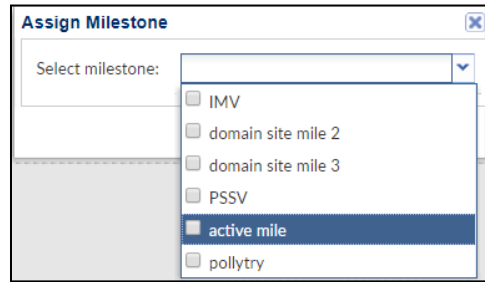 Assign Milestone
Select milestone:
IMV
domain site mile 2
domain site mile 3
PSSV
active mile
pollytry